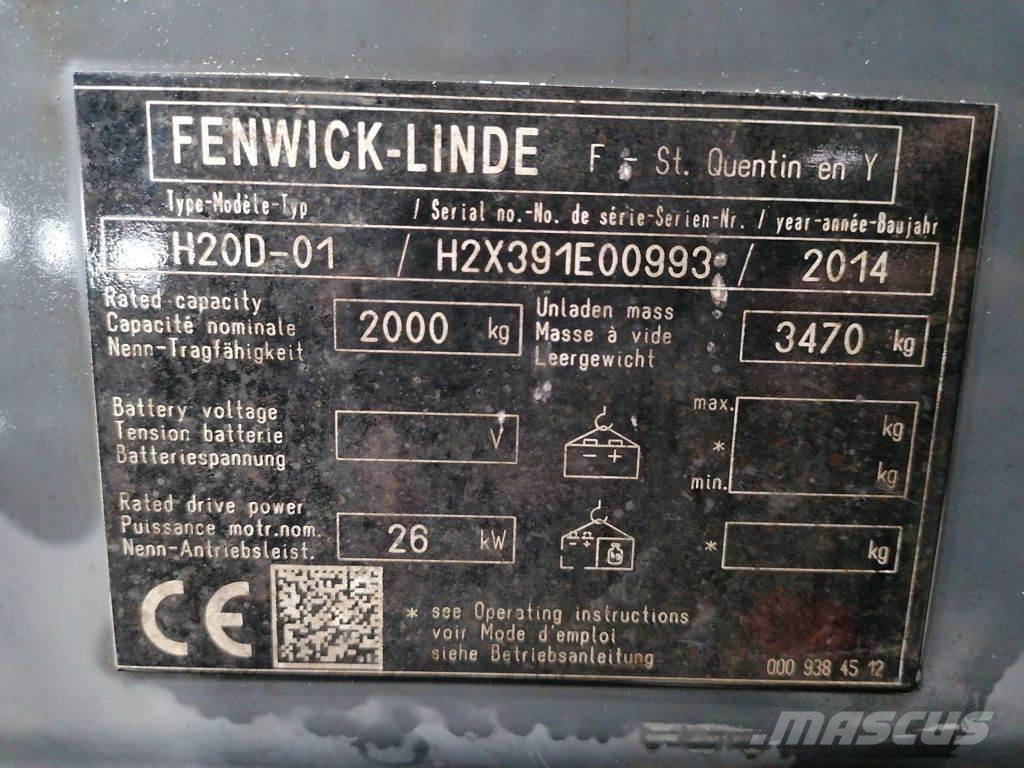 FENWICK-LINDE F - St. Quentin en Y
Type-Modèle-Typ / Serial no.-No. de série-Serien-Nr. / year-année-Baujahr
H20D-01 / H2X391E00993 / 2014
Rated capacity
Capacité nominale
Nenn-Tragfähigkeit
2000 kg
Unladen mass
Masse à vide
Leergewicht
3470 kg
Battery voltage
Tension batterie
Batteriespannung
V
max. kg
*
min. kg
Rated drive power
Puissance motr.nom.
Nenn-Antriebsleist.
26 kW
kg
* kg
CE
* see Operating instructions
voir Mode d'emploi
siehe Betriebsanleitung
000 938 45 12
MASCUS